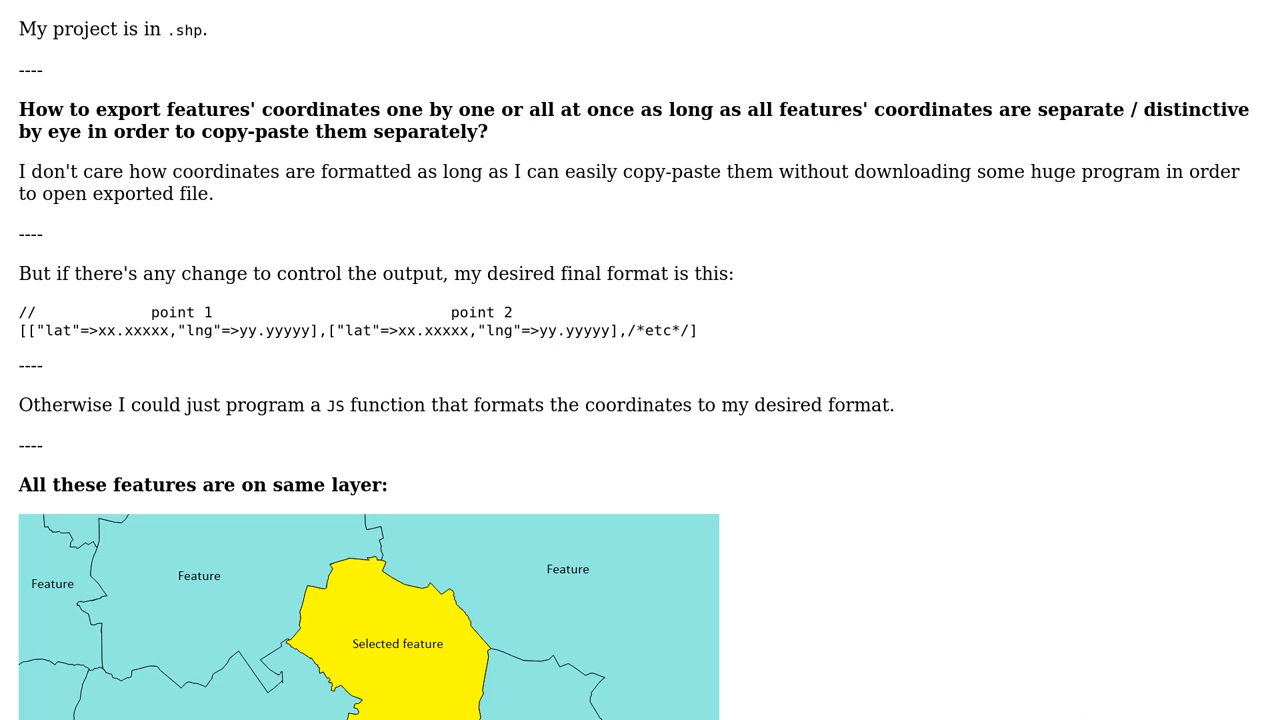 My project is in .shp.
----
How to export features' coordinates one by one or all at once as long as all features' coordinates are separate / distinctive
by eye in order to copy-paste them separately?
I don't care how coordinates are formatted as long as I can easily copy-paste them without downloading some huge program in order
to open exported file.
----
But if there's any change to control the output, my desired final format is this:
//             point 1                           point 2
[["lat"=>xx.xxxxx,"lng"=>yy.yyyyy],["lat"=>xx.xxxxx,"lng"=>yy.yyyyy],/*etc*/]
----
Otherwise I could just program a JS function that formats the coordinates to my desired format.
----
All these features are on same layer:
Feature
Feature
Feature
Selected feature